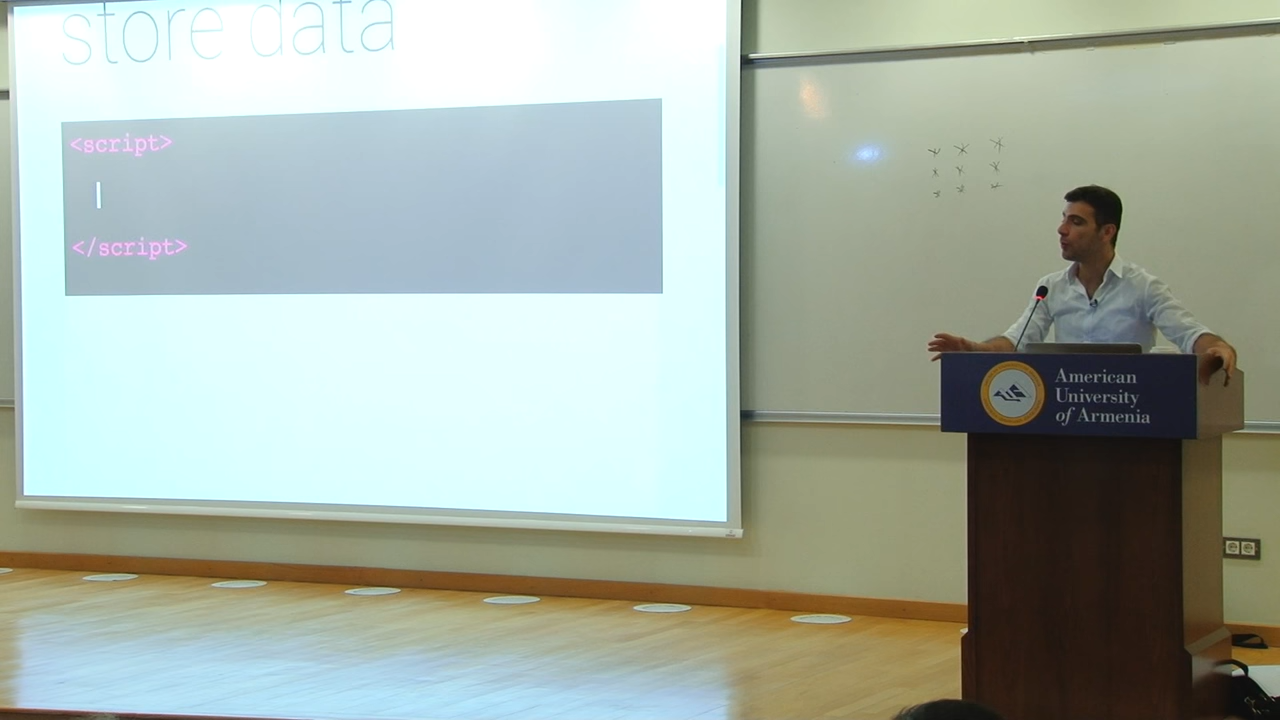 store data
<script>
</script>
American
University
of Armenia